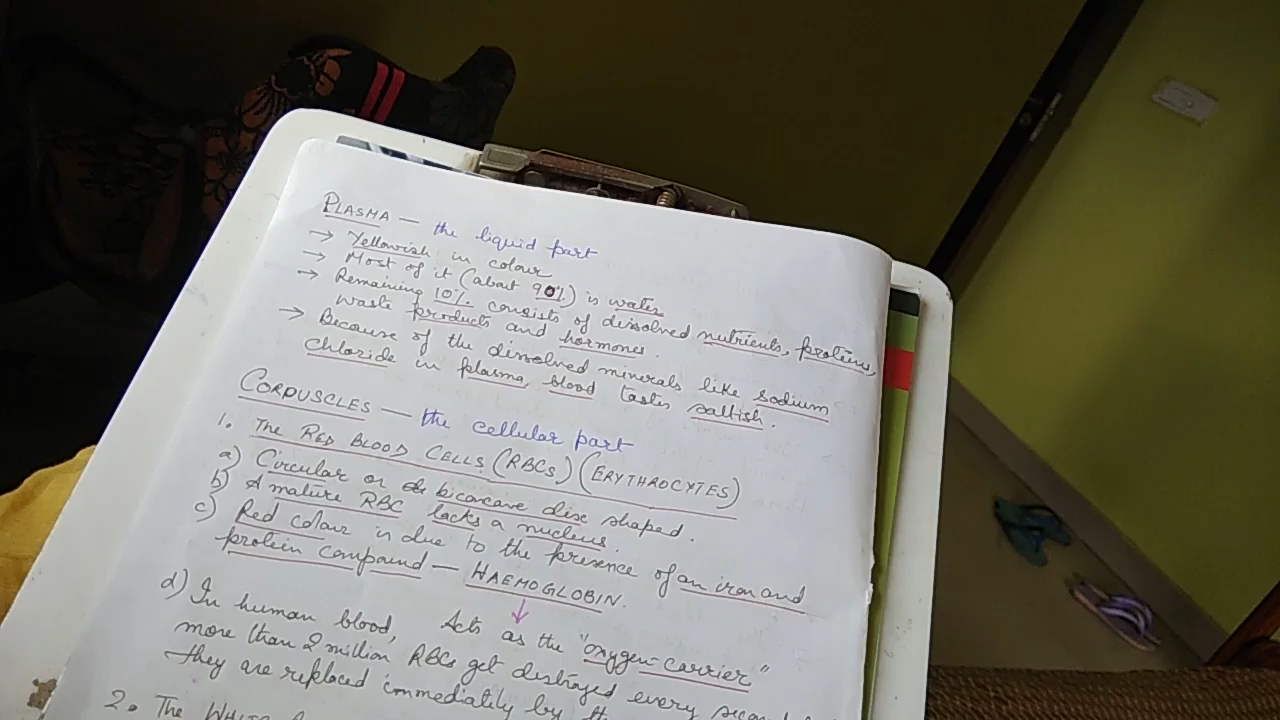 PLASMA — the liquid part
→ Yellowish in colour
→ Most of it (about 90%) is water
→ Remaining 10% consists of dissolved nutrients, proteins,
waste products and hormones.
→ Because of the dissolved minerals like sodium
chloride in plasma, blood tastes saltish.
CORPUSCLES — the cellular part
1. THE RED BLOOD CELLS (RBCs) (ERYTHROCYTES)
a) Circular or biconcave disc shaped.
b) A mature RBC lacks a nucleus.
c) Red colour is due to the presence of an iron and
protein compound — HAEMOGLOBIN.
↓
Acts as the "oxygen-carrier"
d) In human blood,
more than 2 million RBCs get destroyed every
they are replaced immediatily by
2. THE